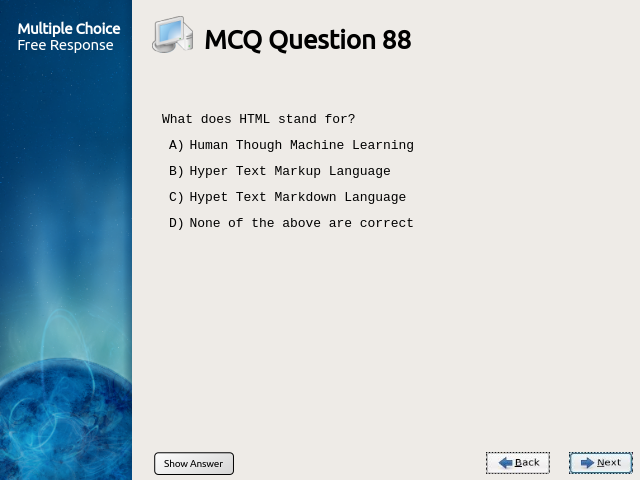 Multiple Choice
Free Response
MCQ Question 88
What does HTML stand for?
A) Human Though Machine Learning
B) Hyper Text Markup Language
C) Hypet Text Markdown Language
D) None of the above are correct
Show Answer
Back
Next